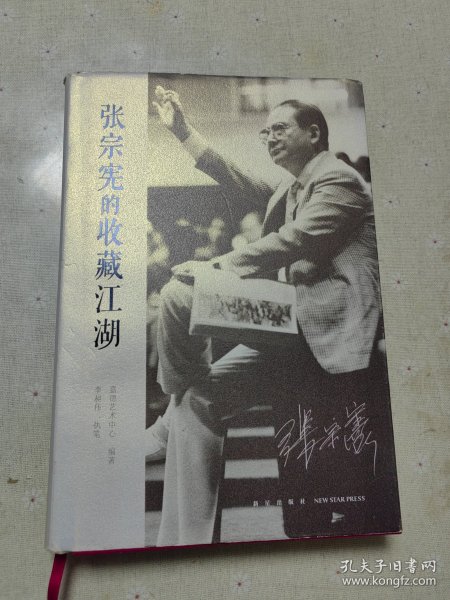 张宗宪的收藏江湖
嘉德艺术中心 编著
李昶伟 执笔
张宗宪
新星出版社 NEW STAR PRESS
孔夫子旧书网
www.kongfz.com